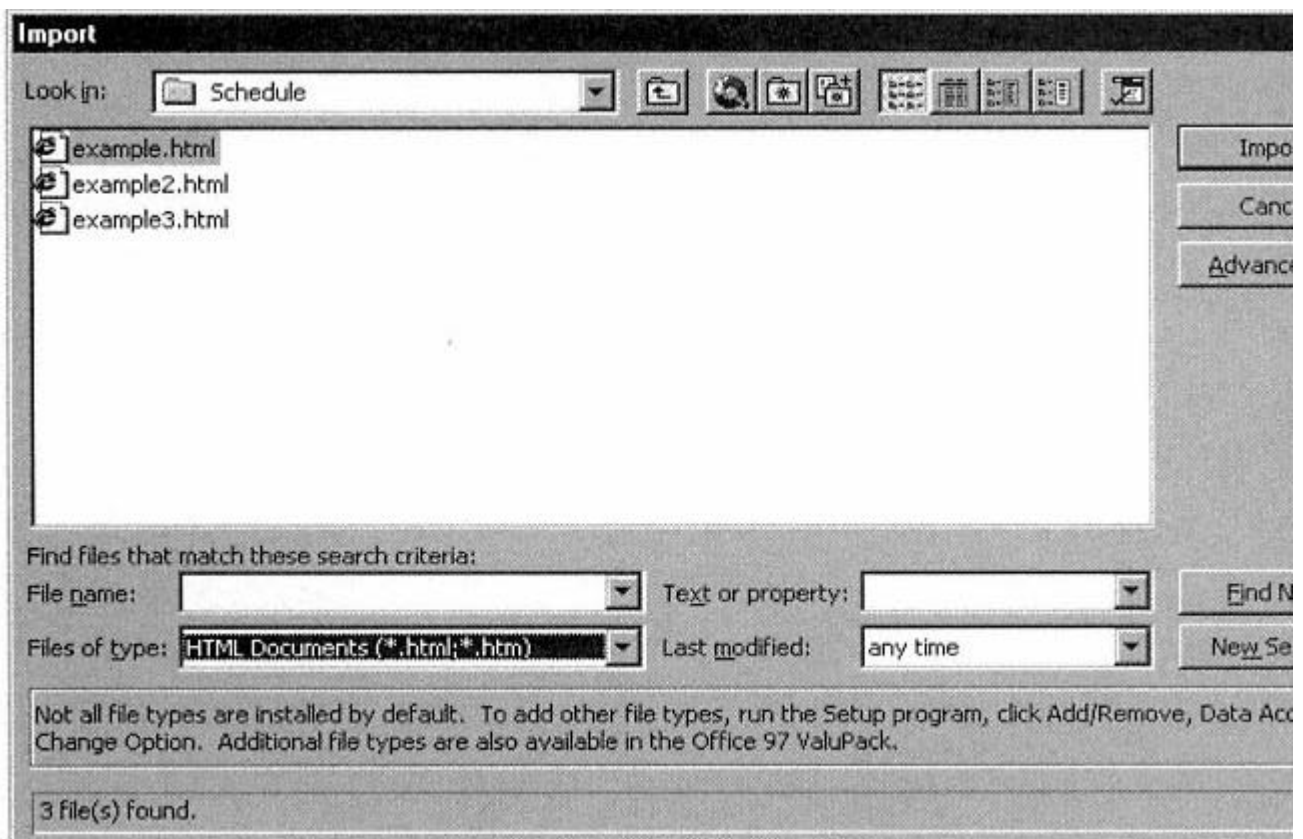 Import
Look in: Schedule
example.html
example2.html
example3.html
Impo
Canc
Advance
Find files that match these search criteria:
File name: Text or property: Find N
Files of type: HTML Documents (*.html;*.htm) Last modified: any time New Se
Not all file types are installed by default. To add other file types, run the Setup program, click Add/Remove, Data Acc
Change Option. Additional file types are also available in the Office 97 ValuPack.
3 file(s) found.